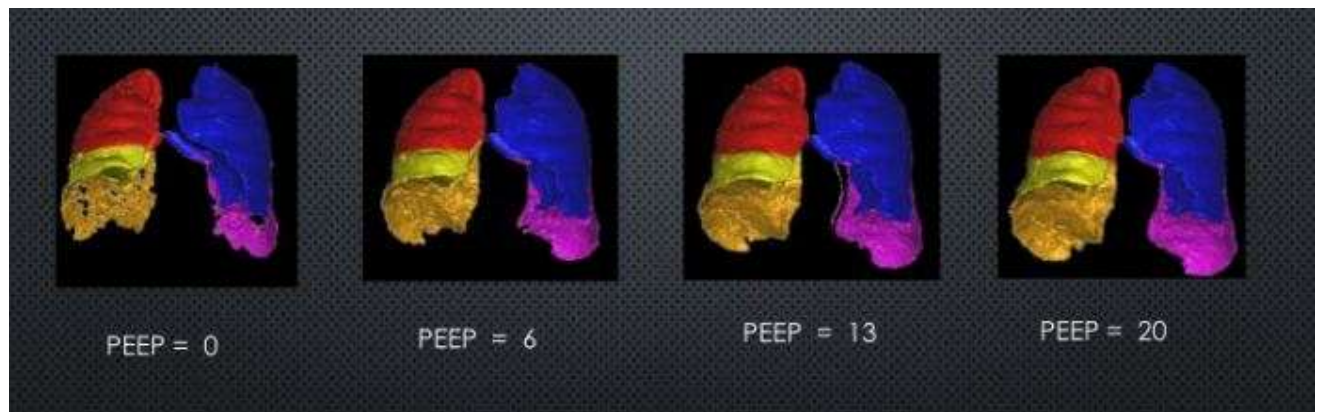 PEEP = 0
PEEP = 6
PEEP = 13
PEEP = 20